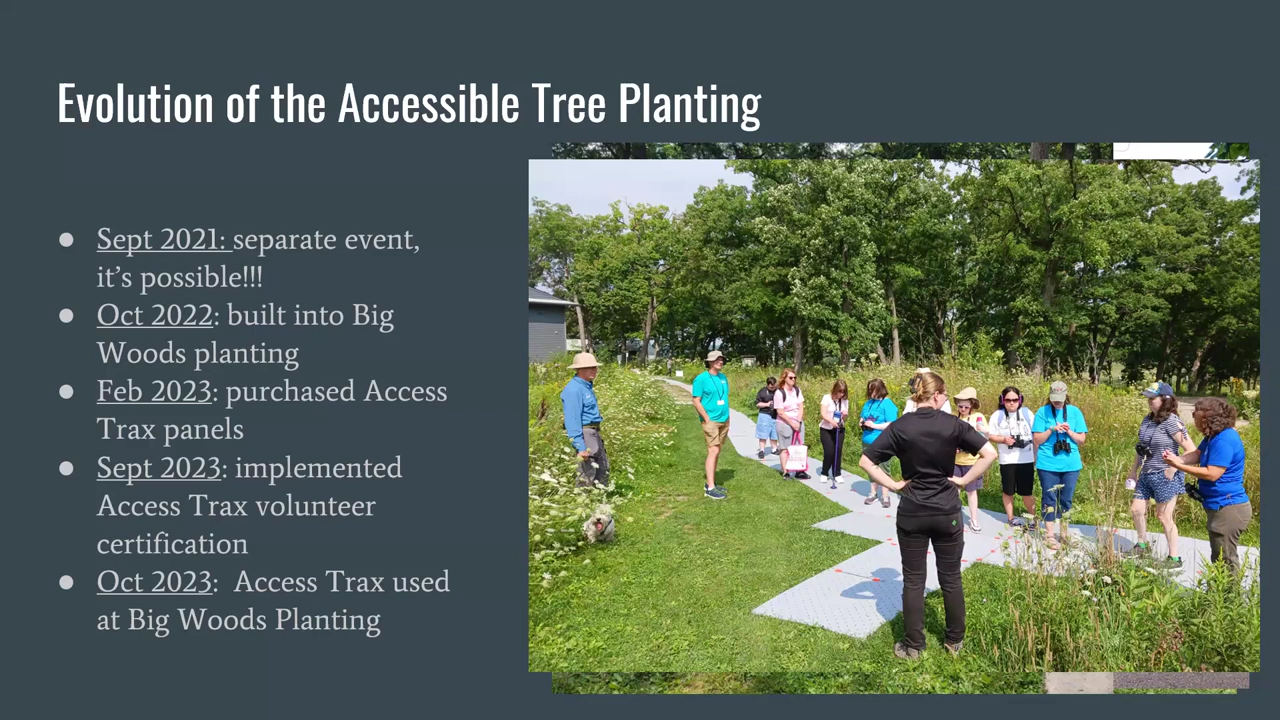 Evolution of the Accessible Tree Planting
● Sept 2021: separate event,
it’s possible!!!
● Oct 2022: built into Big
Woods planting
● Feb 2023: purchased Access
Trax panels
● Sept 2023: implemented
Access Trax volunteer
certification
● Oct 2023:  Access Trax used
at Big Woods Planting